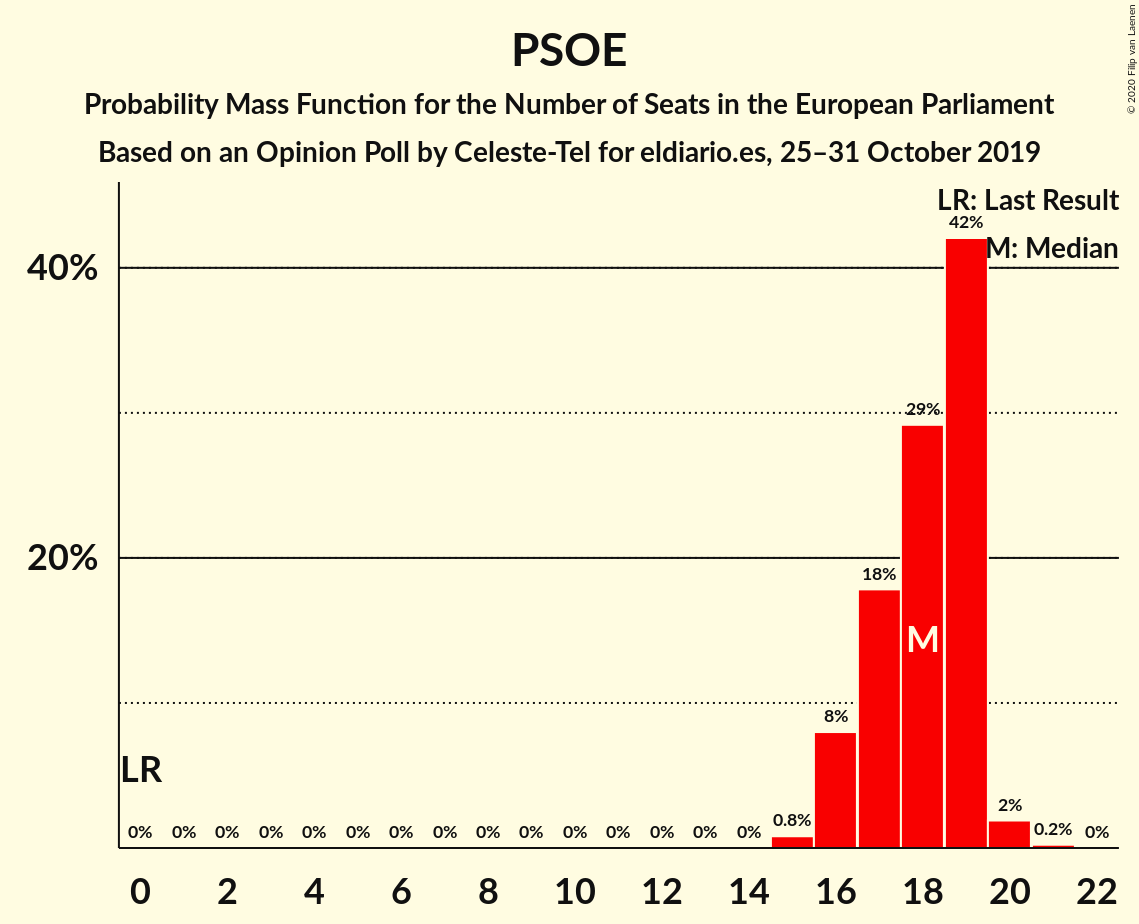 PSOE
Probability Mass Function for the Number of Seats in the European Parliament
Based on an Opinion Poll by Celeste-Tel for eldiario.es, 25–31 October 2019
© 2020 Filip van Laenen
LR: Last Result
M: Median
42%
40%
29%
20%
18%
M
8%
LR
0% 0% 0% 0% 0% 0% 0% 0% 0% 0% 0% 0% 0% 0% 0% 0.8% 2% 0.2% 0%
0 2 4 6 8 10 12 14 16 18 20 22